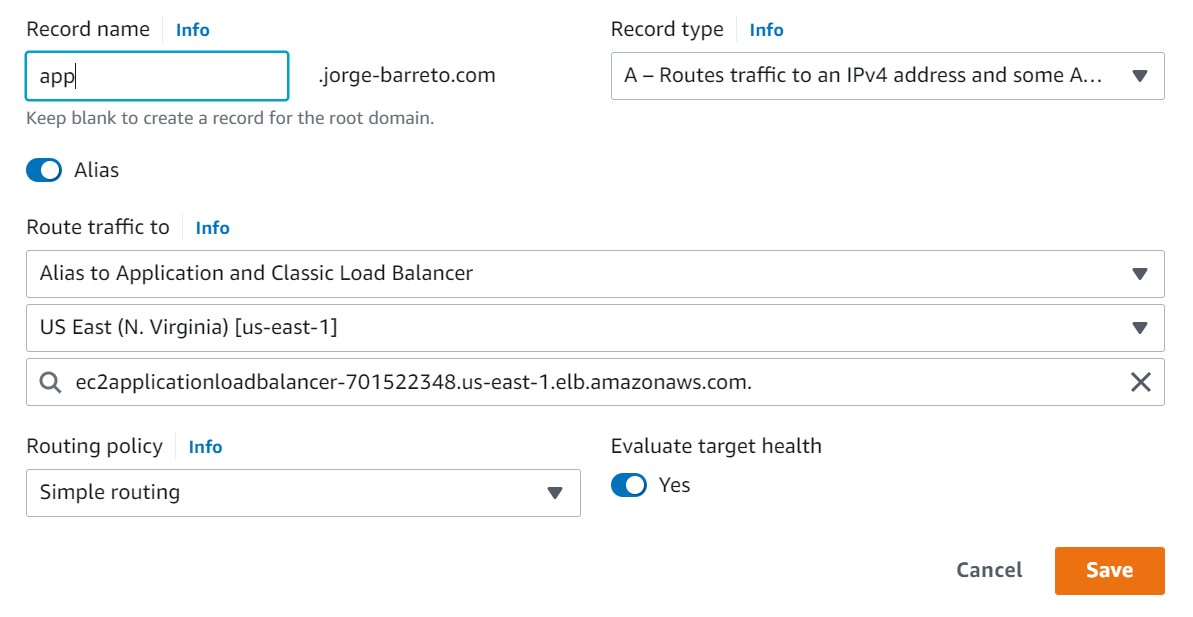 Record name Info
Record type Info
app .jorge-barreto.com
A – Routes traffic to an IPv4 address and some A...
Keep blank to create a record for the root domain.
Alias
Route traffic to Info
Alias to Application and Classic Load Balancer
US East (N. Virginia) [us-east-1]
ec2applicationloadbalancer-701522348.us-east-1.elb.amazonaws.com.
Routing policy Info
Evaluate target health
Simple routing
Yes
Cancel
Save